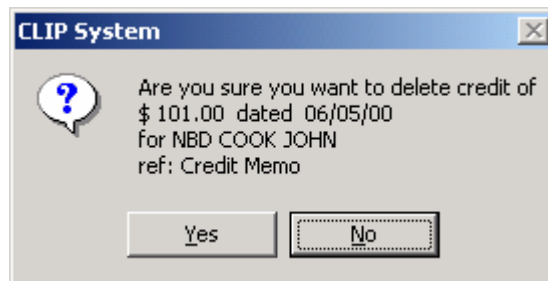 CLIP System
Are you sure you want to delete credit of
$ 101.00 dated 06/05/00
for NBD COOK JOHN
ref: Credit Memo
Yes
No